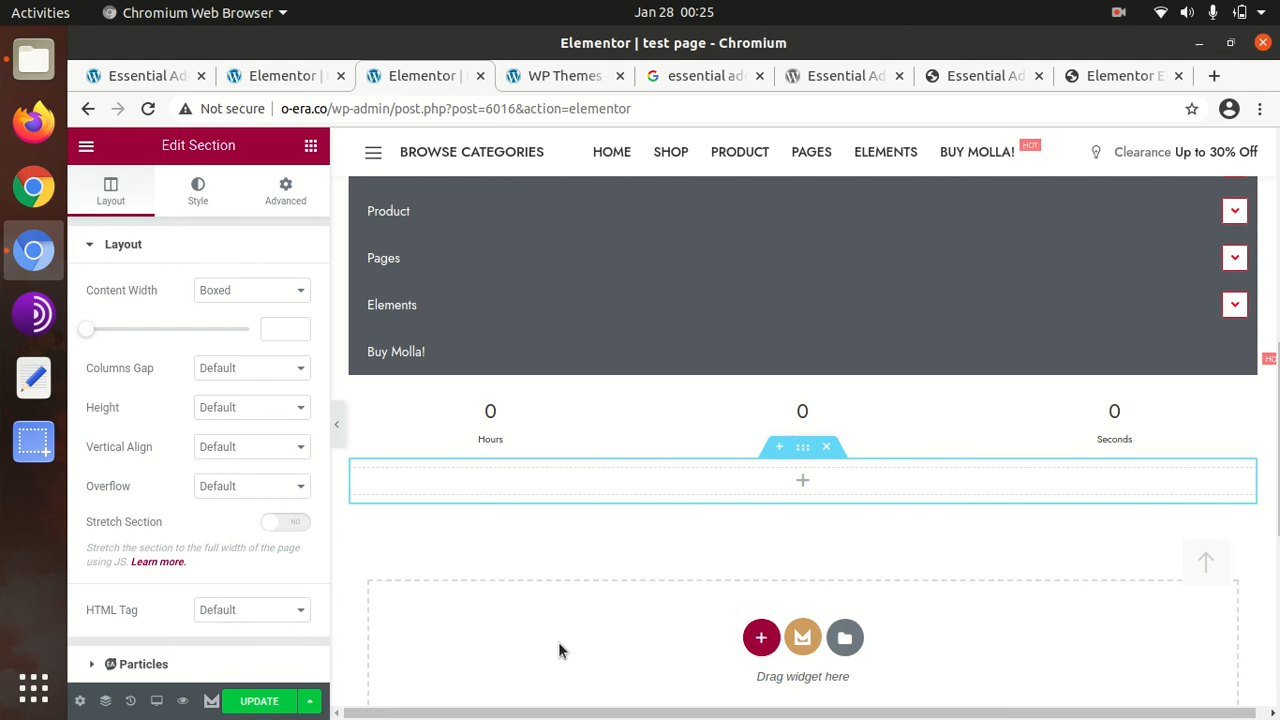 Activities Chromium Web Browser Jan 28 00:25
Elementor | test page - Chromium
Essential Ad Elementor | Elementor | WP Themes - essential ad Essential Ad Essential Ad Elementor E
Not secure o-era.co/wp-admin/post.php?post=6016&action=elementor
Edit Section
BROWSE CATEGORIES HOME SHOP PRODUCT PAGES ELEMENTS BUY MOLLA! HOT Clearance Up to 30% Off
Layout Style Advanced
Layout
Content Width Boxed
Columns Gap Default
Height Default
Vertical Align Default
Overflow Default
Stretch Section NO
Stretch the section to the full width of the page
using JS. Learn more.
HTML Tag Default
EA Particles
UPDATE
Product
Pages
Elements
Buy Molla!
HO
0 0 0
Hours Seconds
Drag widget here